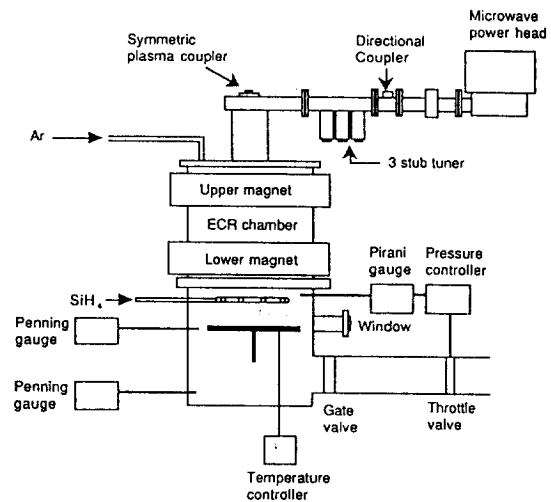 Microwave
power head
Symmetric
plasma coupler
Directional
Coupler
Ar
3 stub tuner
Upper magnet
ECR chamber
Lower magnet
Pirani
gauge
Pressure
controller
SiH4
Penning
gauge
Window
Penning
gauge
Gate
valve
Throttle
valve
Temperature
controller